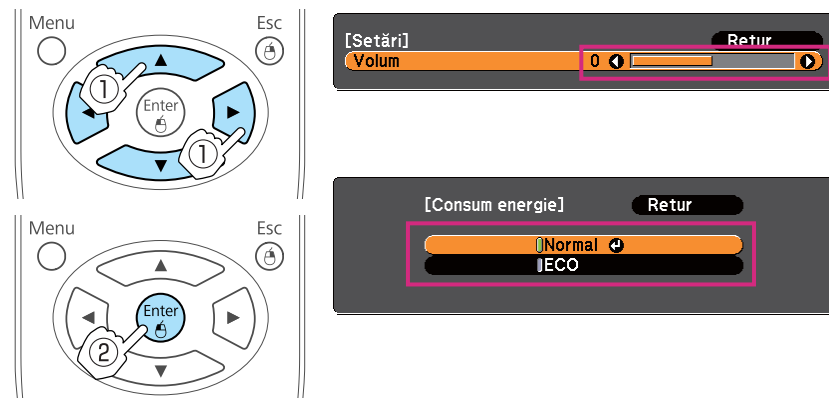 Menu
Esc
Enter
①
①
[Setări]
Retur
Volum
0
Menu
Esc
Enter
②
[Consum energie]
Retur
Normal
ECO